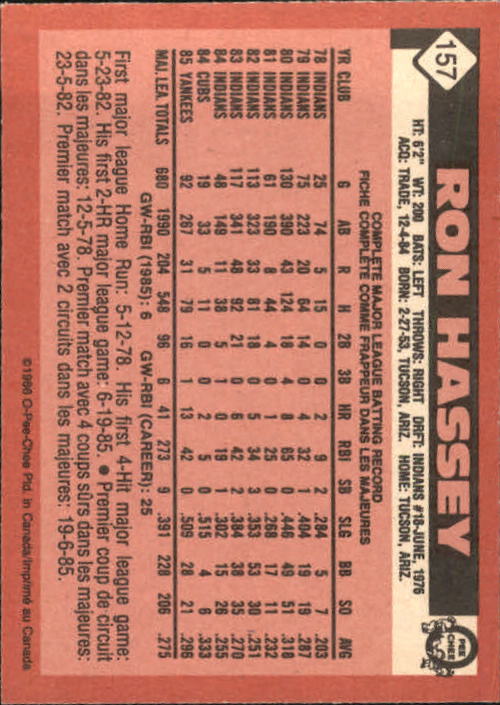 157
RON HASSEY
O PEE CHEE
HT: 6'2" WT: 200 BATS: LEFT THROWS: RIGHT DRFT: INDIANS #18-JUNE, 1976
ACQ: TRADE, 12-4-84 BORN: 2-27-53, TUCSON, ARIZ. HOME: TUCSON, ARIZ.
COMPLETE MAJOR LEAGUE BATTING RECORD
FICHE COMPLETE COMME FRAPPEUR DANS LES MAJEURES
YR CLUB G AB R H 2B 3B HR RBI SB SLG BB SO AVG
78 INDIANS 25 74 5 15 0 0 2 9 2 .284 5 7 .203
79 INDIANS 75 223 20 64 14 0 4 32 1 .404 19 19 .287
80 INDIANS 130 390 43 124 18 4 8 65 0 .446 49 51 .318
81 INDIANS 61 190 8 44 4 0 1 25 0 .268 17 11 .232
82 INDIANS 113 323 33 81 18 0 5 34 3 .353 53 30 .251
83 INDIANS 117 341 48 92 21 0 6 42 2 .384 38 35 .270
84 INDIANS 48 149 11 38 5 1 0 19 1 .302 15 26 .255
84 CUBS 19 33 5 11 0 0 2 5 0 .515 4 6 .333
85 YANKEES 92 267 31 79 16 1 13 42 0 .509 28 21 .296
MAJ. LEA. TOTALS 680 1990 204 548 96 6 41 273 9 .391 228 206 .275
GW-RBI (1985): 6 GW-RBI (CAREER): 25
First major league Home Run: 5-12-78. His first 4-Hit major league game:
5-23-82. His first 2-HR major league game: 6-19-85. • Premier coup de circuit
dans les majeures: 12-5-78. Premier match avec 4 coups sûrs dans les majeures:
23-5-82. Premier match avec 2 circuits dans les majeures: 19-6-85.
©1986 O-Pee-Chee Ptd. in Canada/Imprimé au Canada